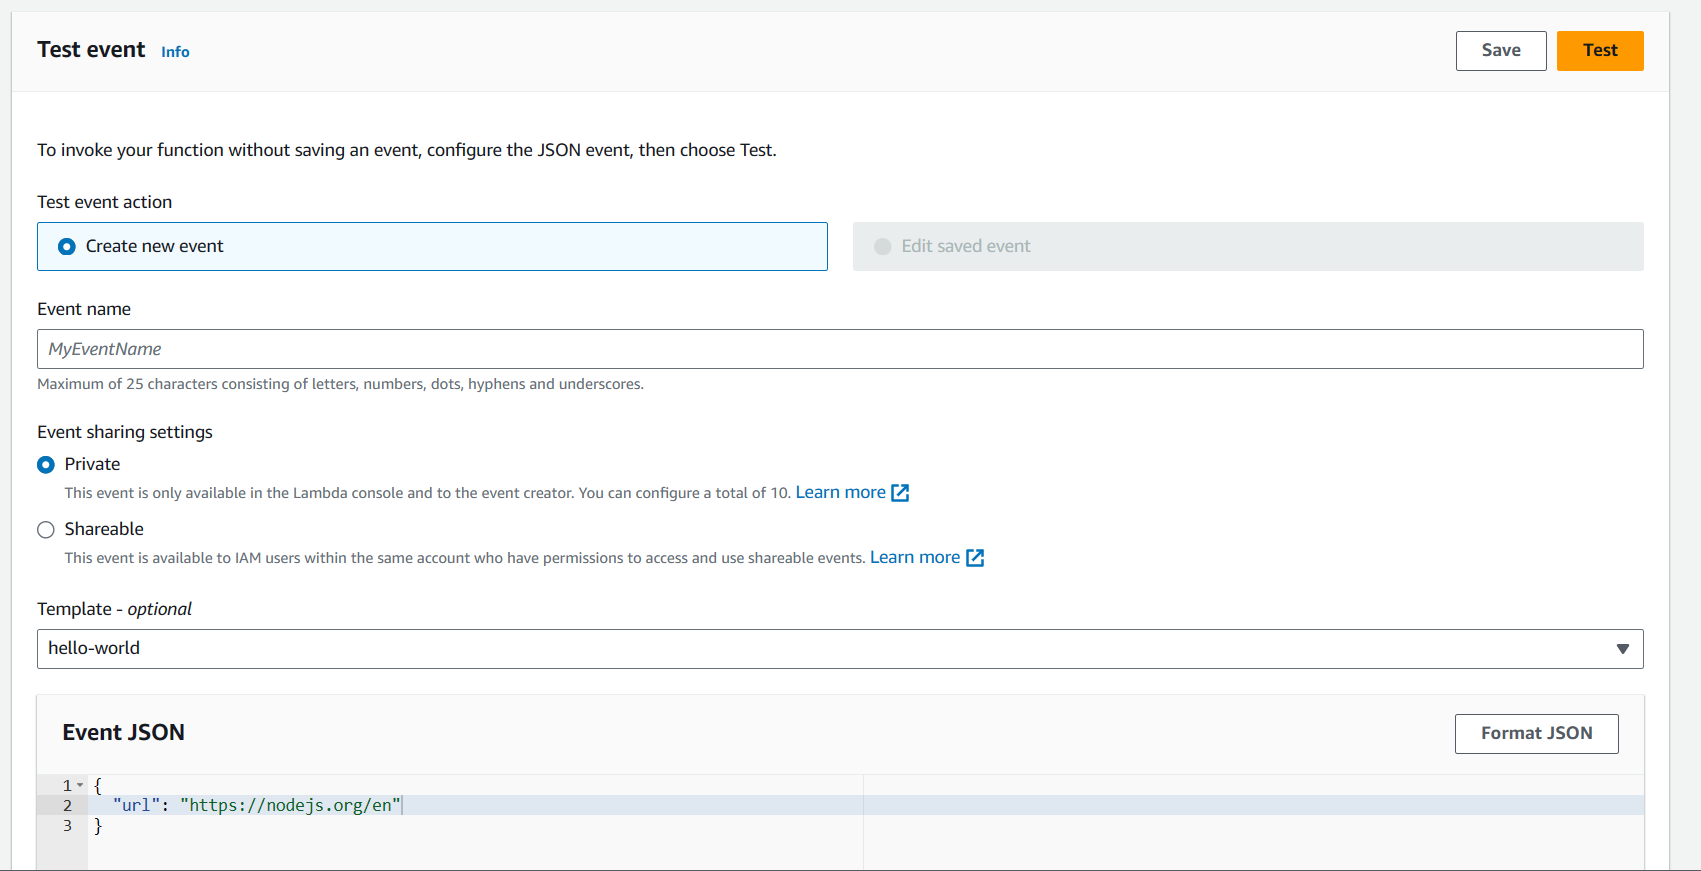 Test event Info Save Test
To invoke your function without saving an event, configure the JSON event, then choose Test.
Test event action
Create new event Edit saved event
Event name
MyEventName
Maximum of 25 characters consisting of letters, numbers, dots, hyphens and underscores.
Event sharing settings
Private
This event is only available in the Lambda console and to the event creator. You can configure a total of 10. Learn more
Shareable
This event is available to IAM users within the same account who have permissions to access and use shareable events. Learn more
Template - optional
hello-world
Event JSON Format JSON
1 {
2 "url": "https://nodejs.org/en"
3 }